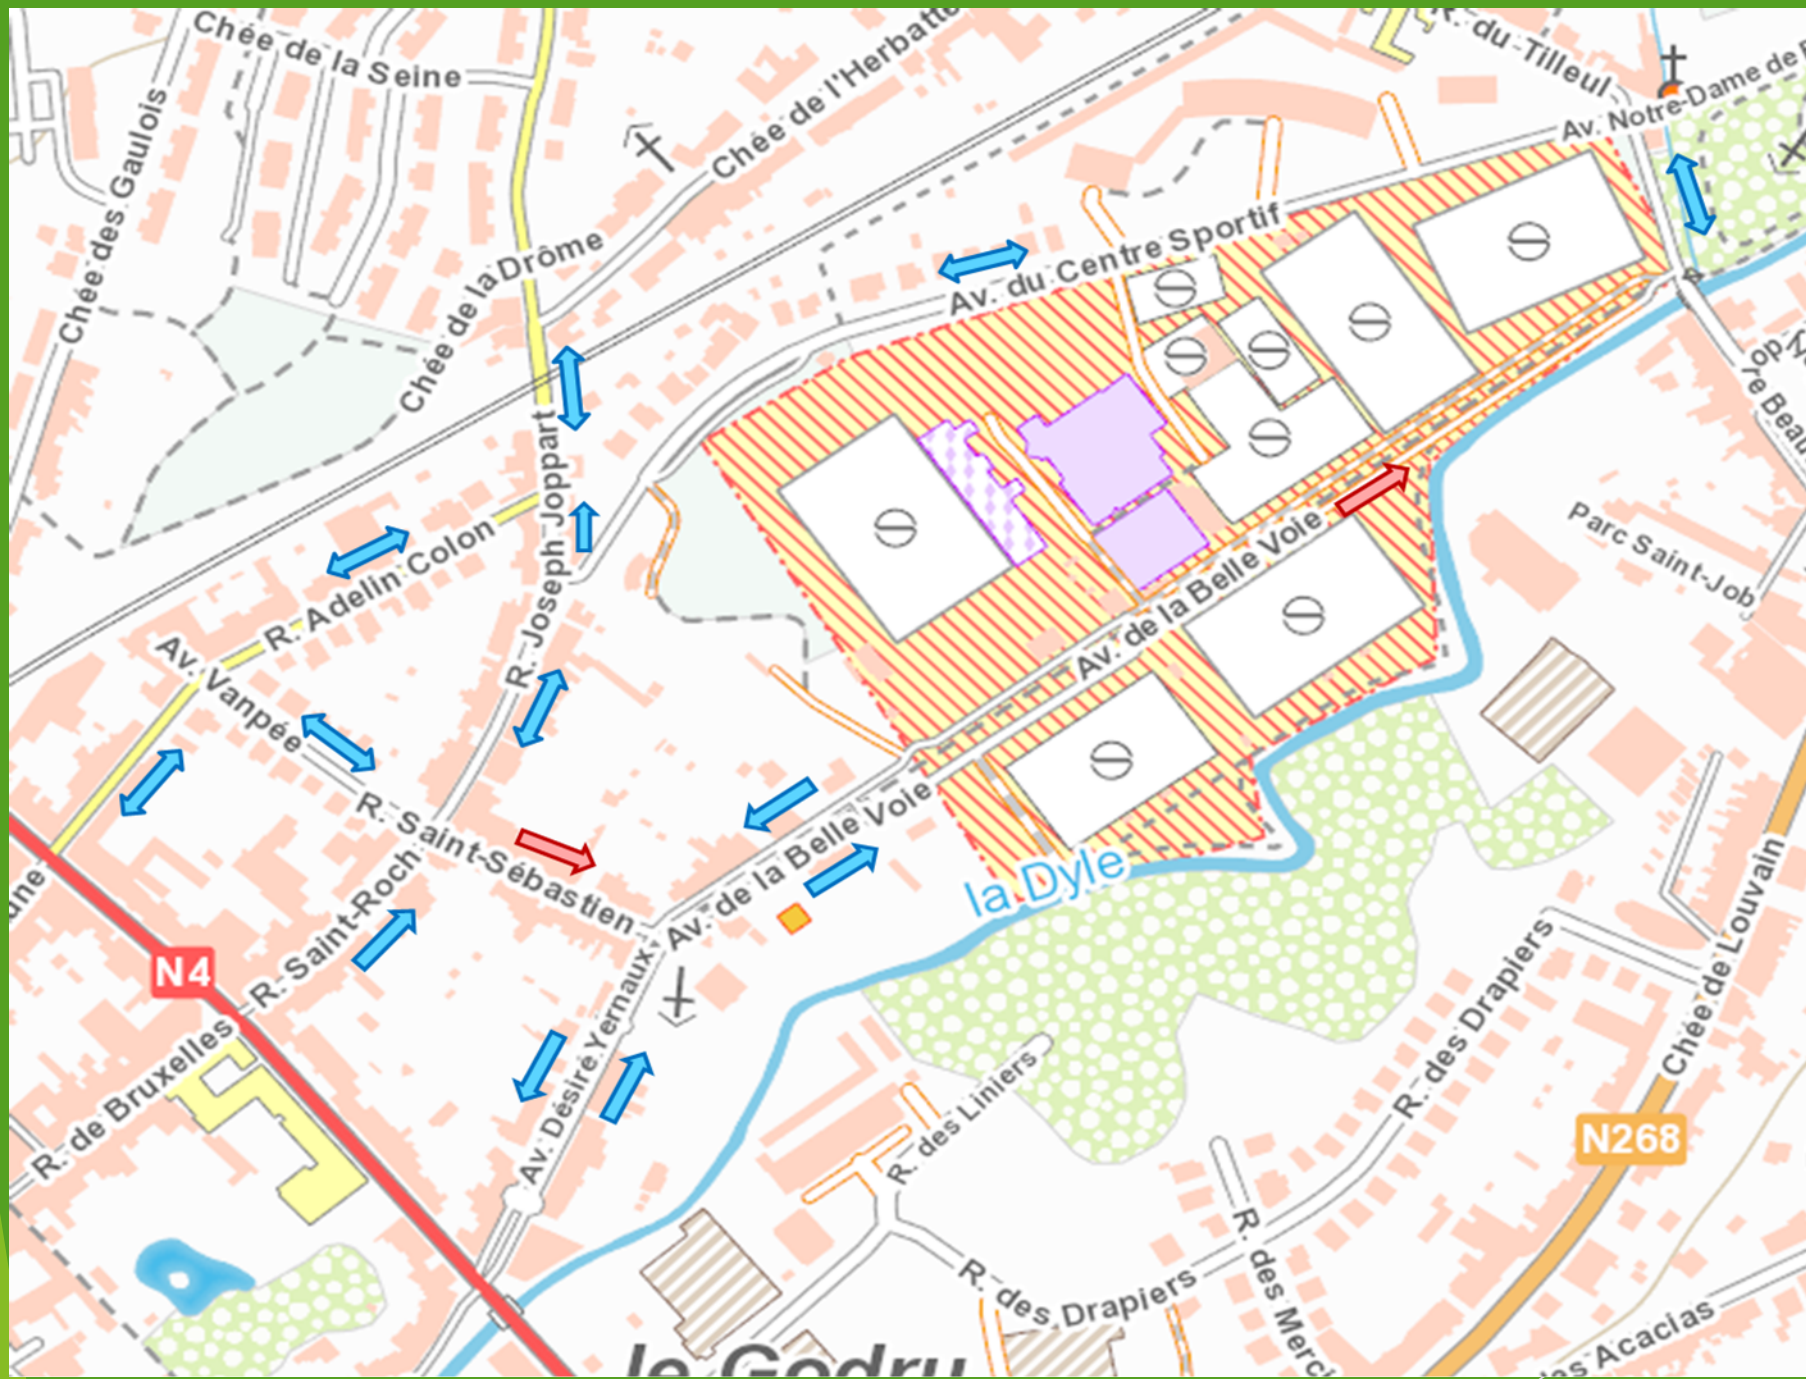 Chée de la Seine
Chée de l'Herbatte
R. du Tilleul
Av. Notre-Dame de
Chée des Gaulois
Chée de la Drôme
Av. du Centre Sportif
R. Joseph Joppart
R. Adelin Colon
Av. Vanpée
Av. de la Belle Voie
Parc Saint-Job
R. Saint-Sébastien
R. Saint-Roch
Av. de la Belle Voie
la Dyle
N4
R. de Bruxelles
Av. Désiré Yernaux
R. des Liniers
R. des Drapiers
Chée de Louvain
N268
R. des Drapiers
R. des Merci
Acacias
le Godru